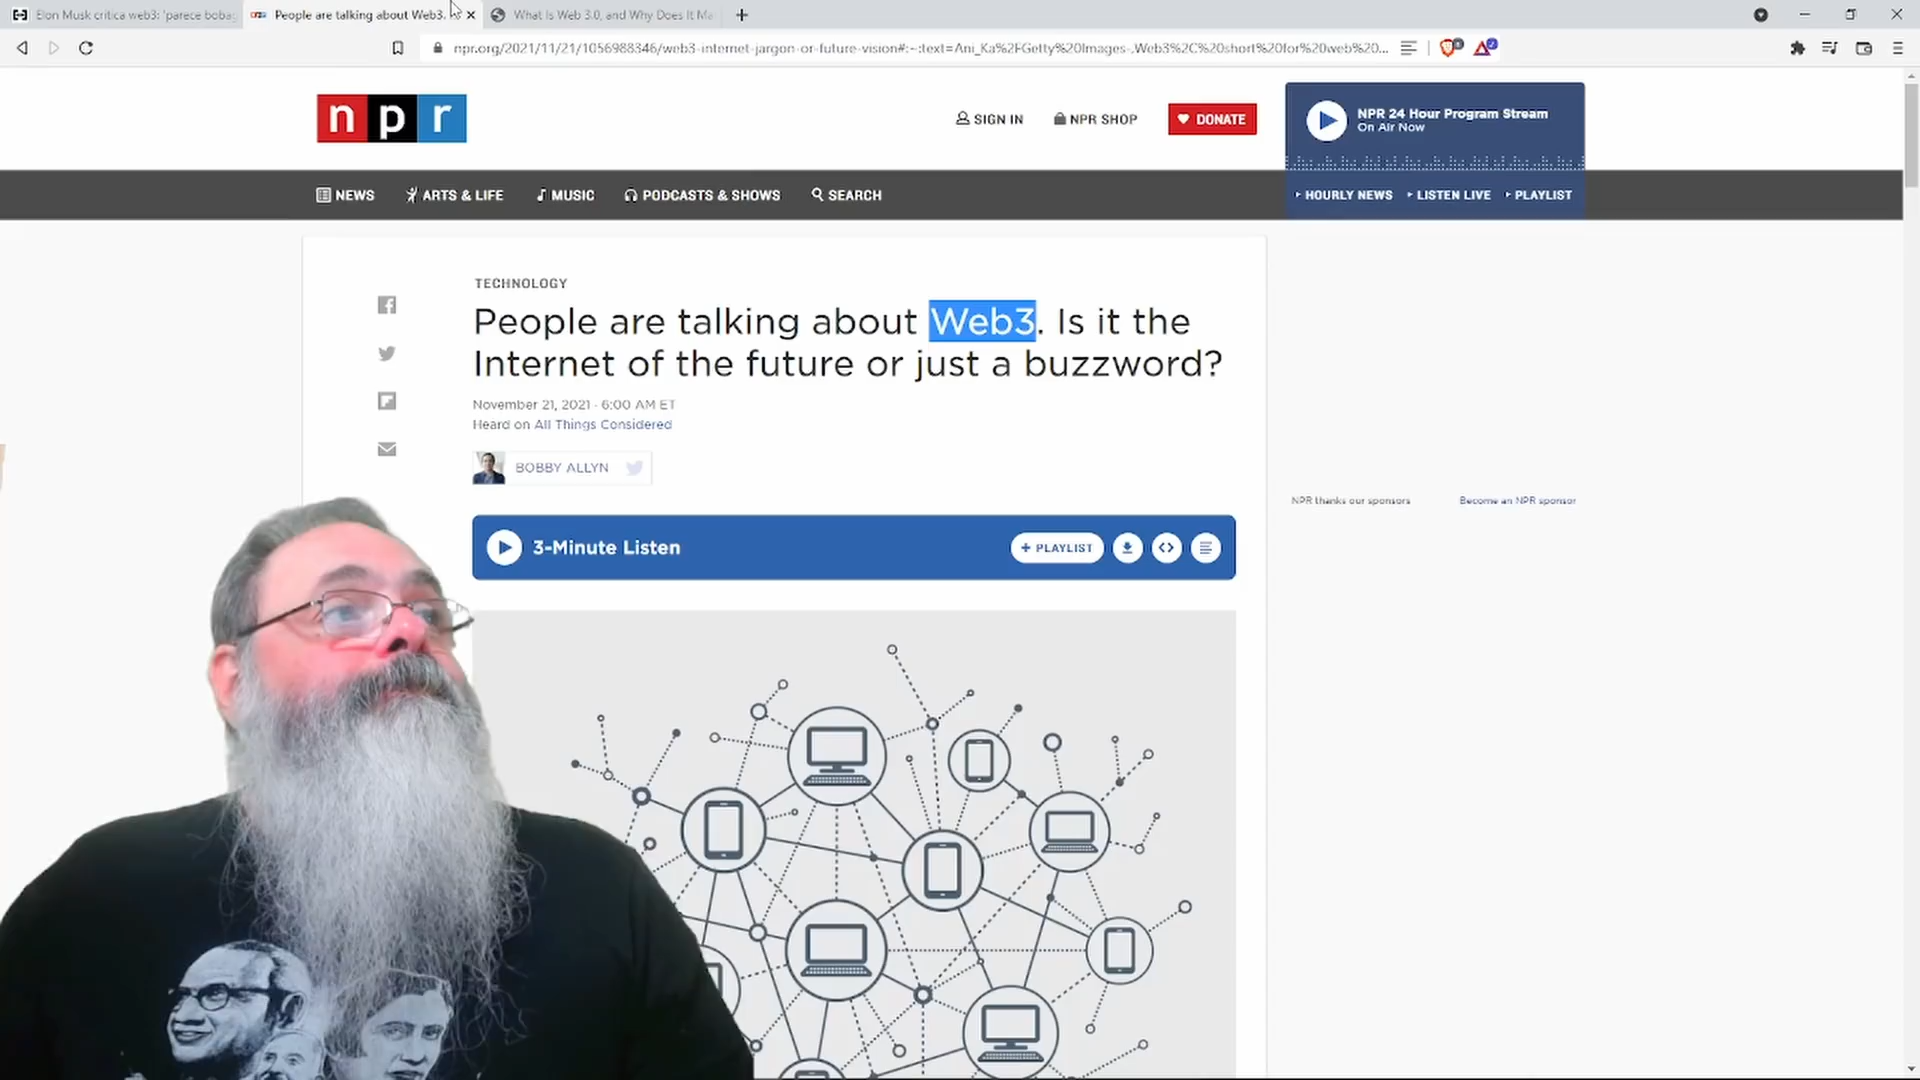 Elon Musk critica web3: 'parece boba
People are talking about Web3.
What Is Web 3.0, and Why Does It Ma
npr.org/2021/11/21/1056988346/web3-internet-jargon-or-future-vision#:~:text=Ani_Ka%2FGetty%20Images-,Web3%2C%20short%20for%20web%20...
npr
SIGN IN
NPR SHOP
DONATE
NPR 24 Hour Program Stream
On Air Now
NEWS
ARTS & LIFE
MUSIC
PODCASTS & SHOWS
SEARCH
HOURLY NEWS
LISTEN LIVE
PLAYLIST
TECHNOLOGY
People are talking about Web3. Is it the
Internet of the future or just a buzzword?
November 21, 2021 · 6:00 AM ET
Heard on All Things Considered
BOBBY ALLYN
NPR thanks our sponsors
Become an NPR sponsor
3-Minute Listen
+ PLAYLIST